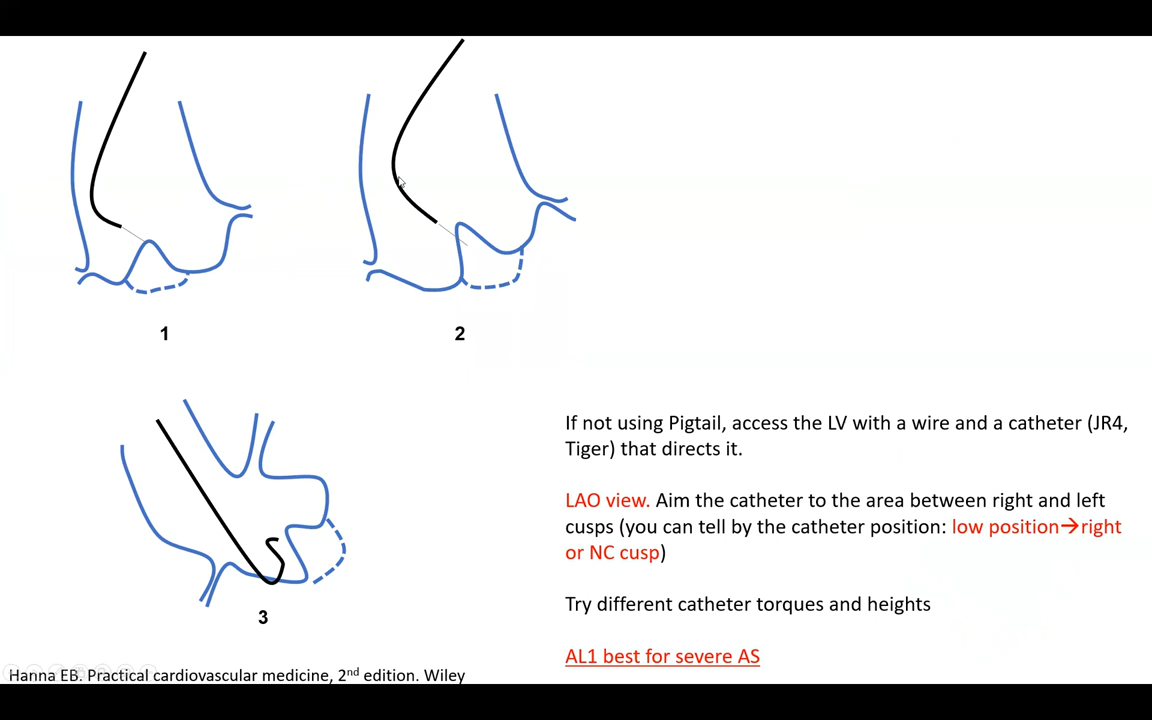 1
2
3
If not using Pigtail, access the LV with a wire and a catheter (JR4,
Tiger) that directs it.
LAO view. Aim the catheter to the area between right and left
cusps (you can tell by the catheter position: low position→right
or NC cusp)
Try different catheter torques and heights
AL1 best for severe AS
Hanna EB. Practical cardiovascular medicine, 2nd edition. Wiley